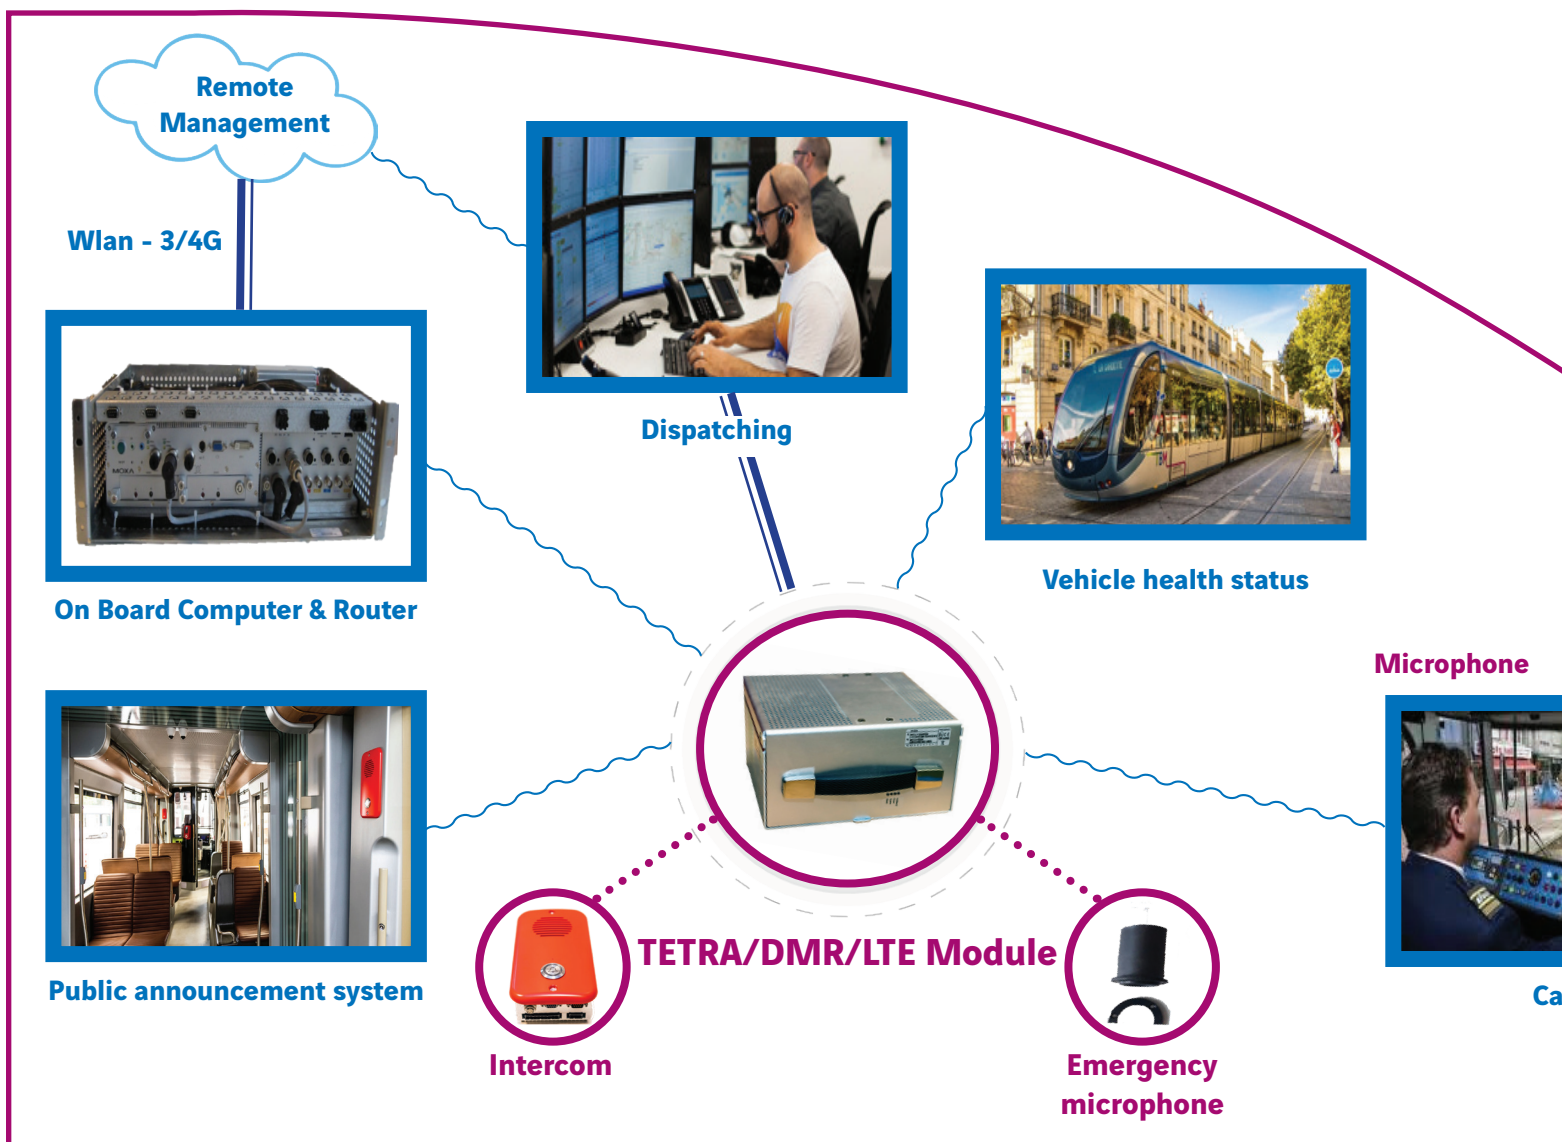 Remote
Management
Wlan - 3/4G
Dispatching
MOXA
On Board Computer & Router
Vehicle health status
Microphone
Public announcement system
TETRA/DMR/LTE Module
Ca
Intercom
Emergency
microphone